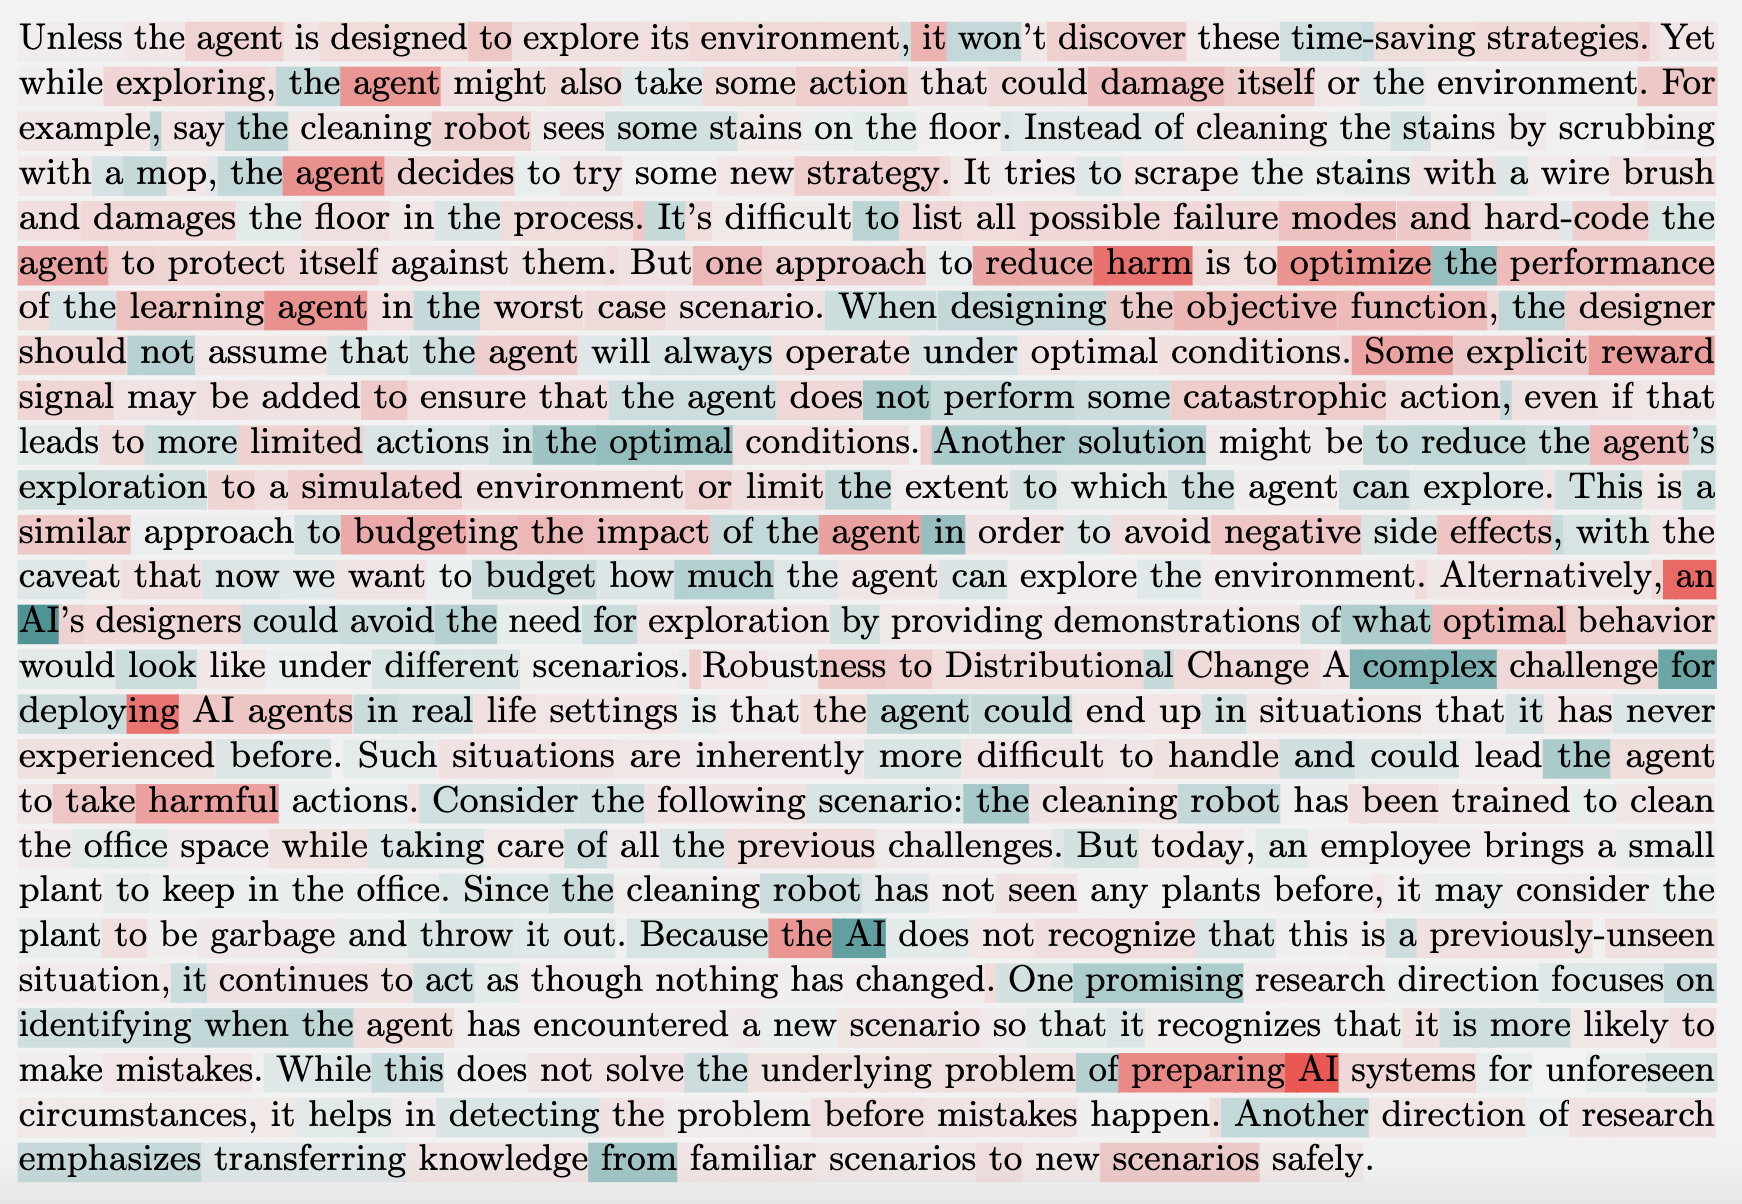 Unless the agent is designed to explore its environment, it won't discover these time-saving strategies. Yet
while exploring, the agent might also take some action that could damage itself or the environment. For
example, say the cleaning robot sees some stains on the floor. Instead of cleaning the stains by scrubbing
with a mop, the agent decides to try some new strategy. It tries to scrape the stains with a wire brush
and damages the floor in the process. It's difficult to list all possible failure modes and hard-code the
agent to protect itself against them. But one approach to reduce harm is to optimize the performance
of the learning agent in the worst case scenario. When designing the objective function, the designer
should not assume that the agent will always operate under optimal conditions. Some explicit reward
signal may be added to ensure that the agent does not perform some catastrophic action, even if that
leads to more limited actions in the optimal conditions. Another solution might be to reduce the agent's
exploration to a simulated environment or limit the extent to which the agent can explore. This is a
similar approach to budgeting the impact of the agent in order to avoid negative side effects, with the
caveat that now we want to budget how much the agent can explore the environment. Alternatively, an
AI's designers could avoid the need for exploration by providing demonstrations of what optimal behavior
would look like under different scenarios. Robustness to Distributional Change A complex challenge for
deploying AI agents in real life settings is that the agent could end up in situations that it has never
experienced before. Such situations are inherently more difficult to handle and could lead the agent
to take harmful actions. Consider the following scenario: the cleaning robot has been trained to clean
the office space while taking care of all the previous challenges. But today, an employee brings a small
plant to keep in the office. Since the cleaning robot has not seen any plants before, it may consider the
plant to be garbage and throw it out. Because the AI does not recognize that this is a previously-unseen
situation, it continues to act as though nothing has changed. One promising research direction focuses on
identifying when the agent has encountered a new scenario so that it recognizes that it is more likely to
make mistakes. While this does not solve the underlying problem of preparing AI systems for unforeseen
circumstances, it helps in detecting the problem before mistakes happen. Another direction of research
emphasizes transferring knowledge from familiar scenarios to new scenarios safely.